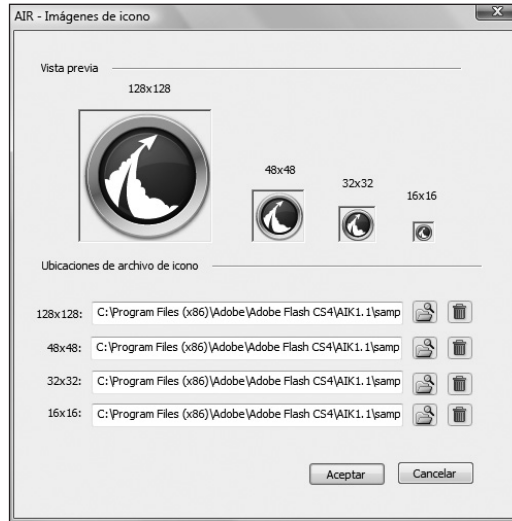 AIR - Imágenes de icono
Vista previa
128x128
48x48
32x32
16x16
Ubicaciones de archivo de icono
128x128: C:\Program Files (x86)\Adobe\Adobe Flash CS4\AIK1.1\samp
48x48: C:\Program Files (x86)\Adobe\Adobe Flash CS4\AIK1.1\samp
32x32: C:\Program Files (x86)\Adobe\Adobe Flash CS4\AIK1.1\samp
16x16: C:\Program Files (x86)\Adobe\Adobe Flash CS4\AIK1.1\samp
Aceptar Cancelar